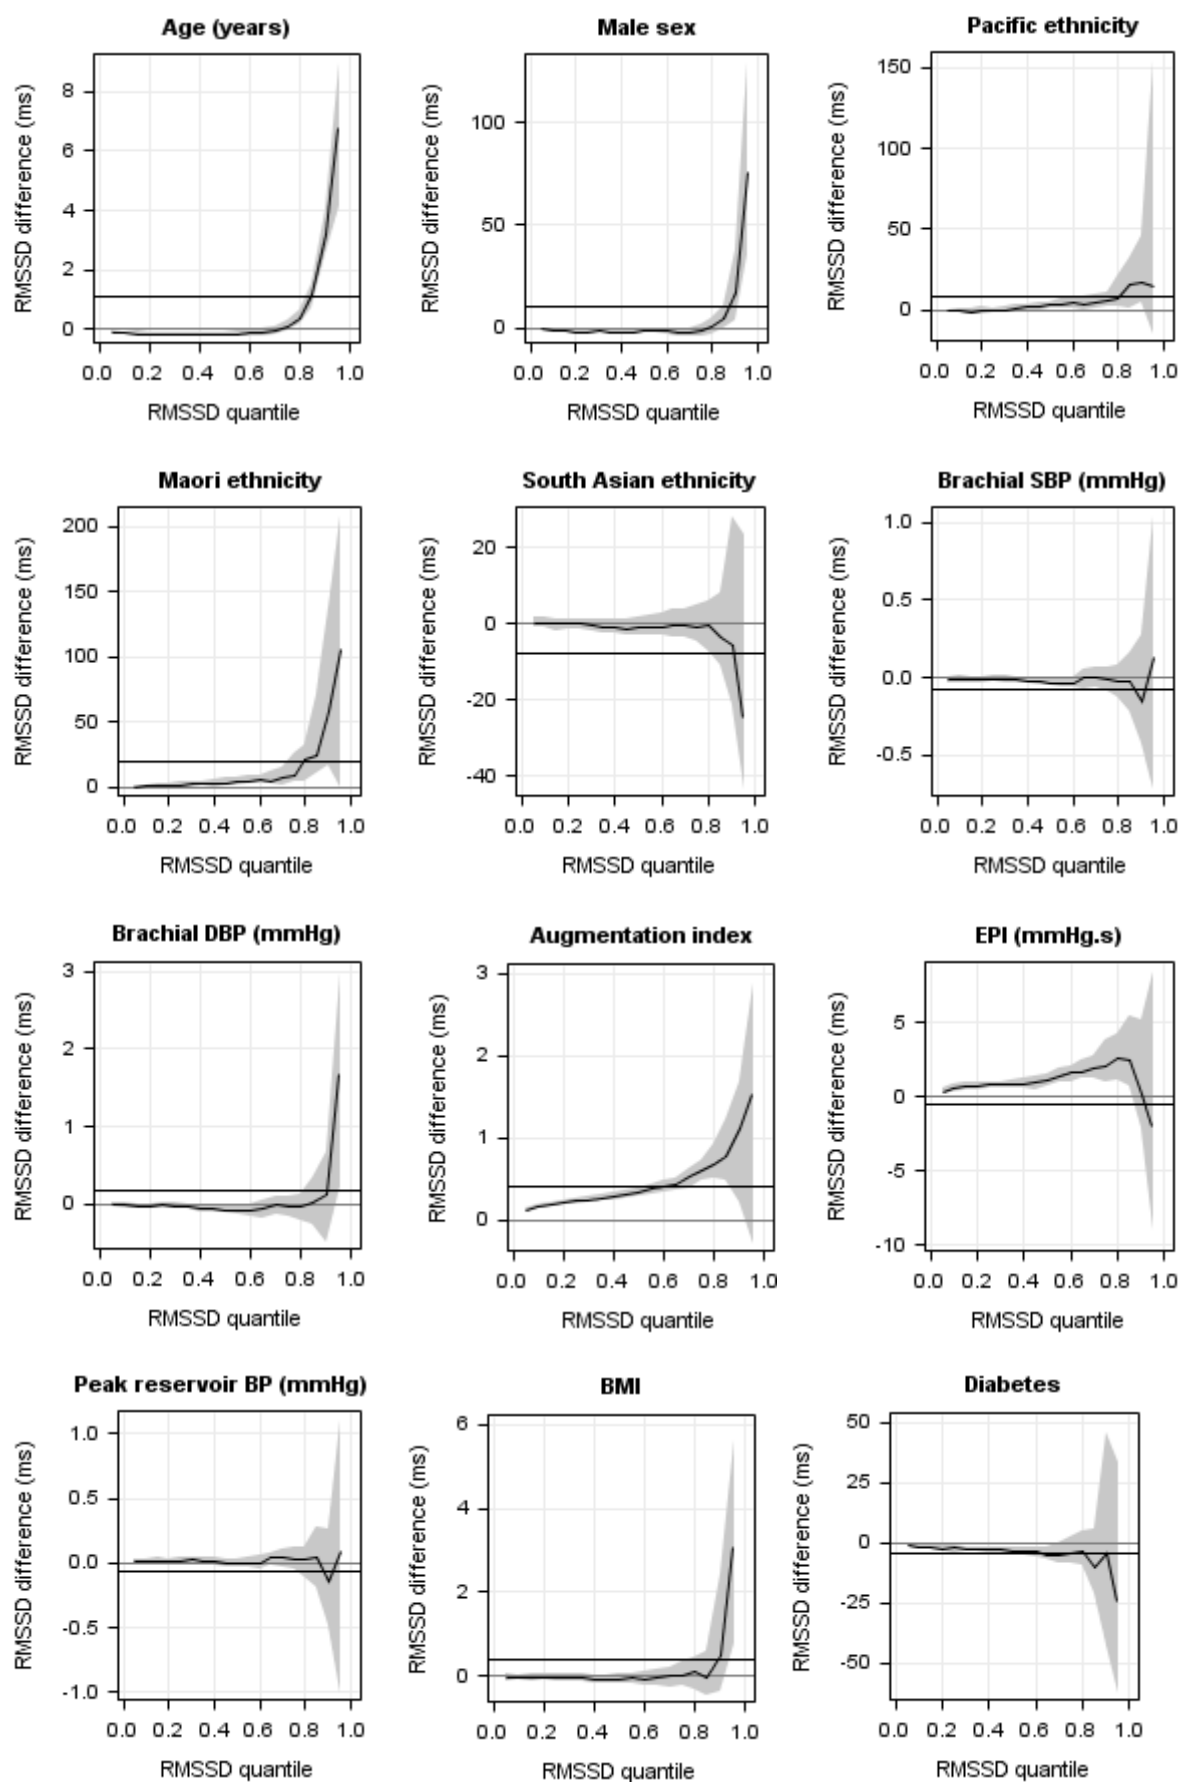 Age (years)
RMSSD difference (ms)
8
6
4
2
0
0.0 0.2 0.4 0.6 0.8 1.0
RMSSD quantile
Male sex
RMSSD difference (ms)
100
50
0
0.0 0.2 0.4 0.6 0.8 1.0
RMSSD quantile
Pacific ethnicity
RMSSD difference (ms)
150
100
50
0
0.0 0.2 0.4 0.6 0.8 1.0
RMSSD quantile
Maori ethnicity
RMSSD difference (ms)
200
150
100
50
0
0.0 0.2 0.4 0.6 0.8 1.0
RMSSD quantile
South Asian ethnicity
RMSSD difference (ms)
20
0
-20
-40
0.0 0.2 0.4 0.6 0.8 1.0
RMSSD quantile
Brachial SBP (mmHg)
RMSSD difference (ms)
1.0
0.5
0.0
-0.5
0.0 0.2 0.4 0.6 0.8 1.0
RMSSD quantile
Brachial DBP (mmHg)
RMSSD difference (ms)
3
2
1
0
0.0 0.2 0.4 0.6 0.8 1.0
RMSSD quantile
Augmentation index
RMSSD difference (ms)
3
2
1
0
0.0 0.2 0.4 0.6 0.8 1.0
RMSSD quantile
EPI (mmHg.s)
RMSSD difference (ms)
5
0
-5
-10
0.0 0.2 0.4 0.6 0.8 1.0
RMSSD quantile
Peak reservoir BP (mmHg)
RMSSD difference (ms)
1.0
0.5
0.0
-0.5
-1.0
0.0 0.2 0.4 0.6 0.8 1.0
RMSSD quantile
BMI
RMSSD difference (ms)
6
4
2
0
0.0 0.2 0.4 0.6 0.8 1.0
RMSSD quantile
Diabetes
RMSSD difference (ms)
50
25
0
-25
-50
0.0 0.2 0.4 0.6 0.8 1.0
RMSSD quantile